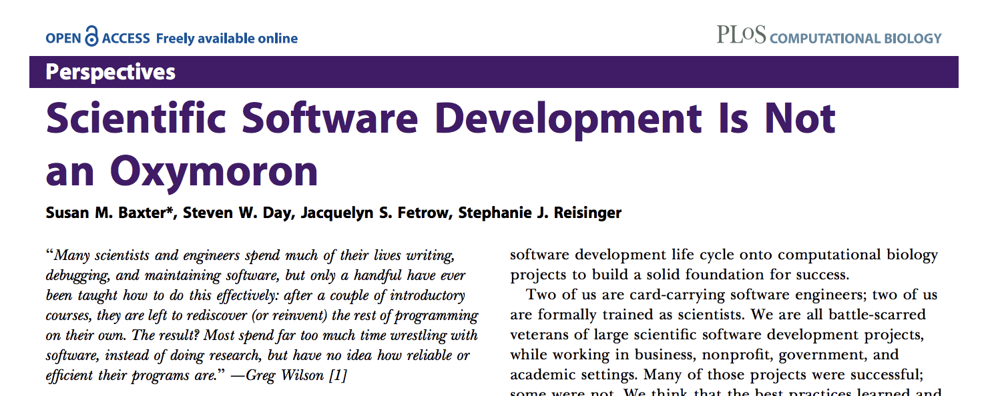 OPEN ACCESS Freely available online
PLoS COMPUTATIONAL BIOLOGY
Perspectives
Scientific Software Development Is Not
an Oxymoron
Susan M. Baxter*, Steven W. Day, Jacquelyn S. Fetrow, Stephanie J. Reisinger
“Many scientists and engineers spend much of their lives writing,
debugging, and maintaining software, but only a handful have ever
been taught how to do this effectively: after a couple of introductory
courses, they are left to rediscover (or reinvent) the rest of programming
on their own. The result? Most spend far too much time wrestling with
software, instead of doing research, but have no idea how reliable or
efficient their programs are.” —Greg Wilson [1]
software development life cycle onto computational biology
projects to build a solid foundation for success.
Two of us are card-carrying software engineers; two of us
are formally trained as scientists. We are all battle-scarred
veterans of large scientific software development projects,
while working in business, nonprofit, government, and
academic settings. Many of those projects were successful;
some were not. We think that the best practices learned and